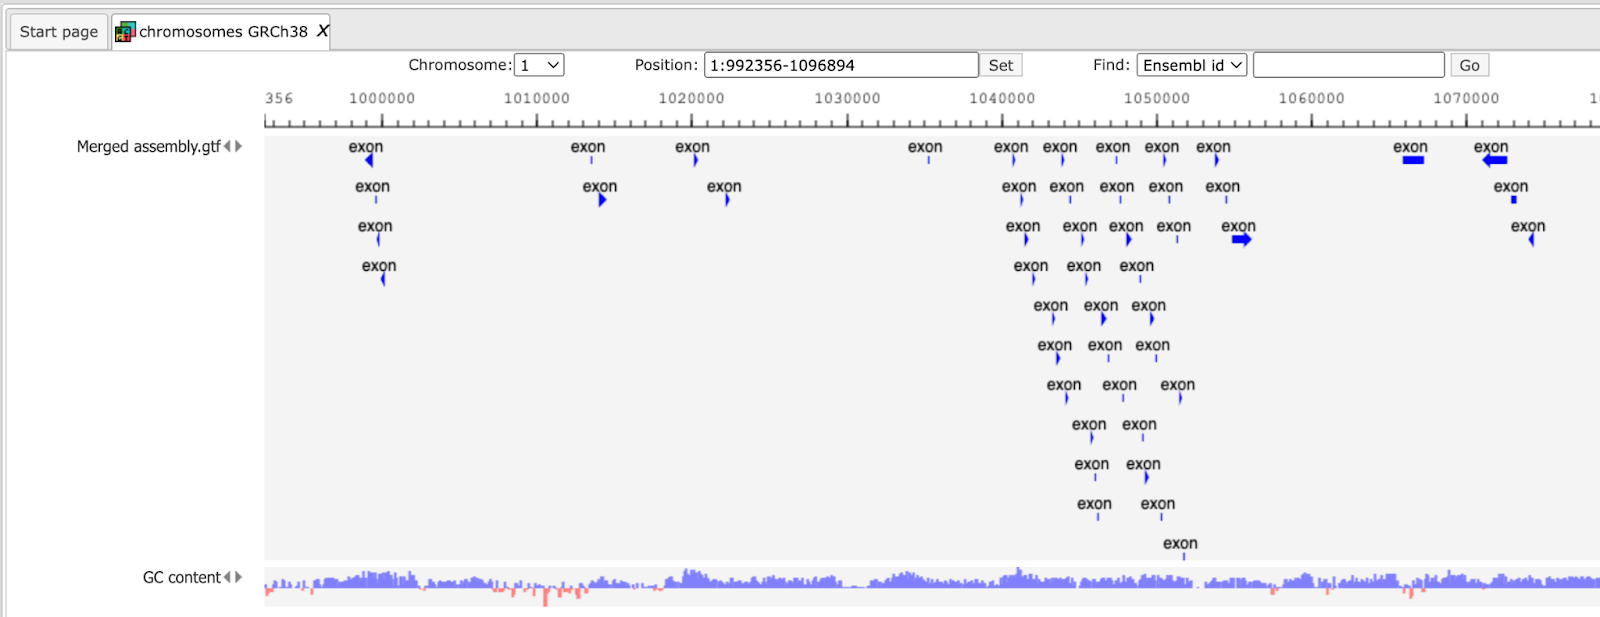 Start page chromosomes GRCh38 X
Chromosome: 1 Position: 1:992356-1096894 Set Find: Ensembl id Go
356 1000000 1010000 1020000 1030000 1040000 1050000 1060000 1070000
Merged assembly.gtf exon exon exon exon exon exon exon exon exon exon exon
exon exon exon exon exon exon exon exon exon
exon exon exon exon exon exon exon
exon exon exon exon
exon exon exon
exon exon exon
exon exon exon
exon exon
exon exon
exon exon
exon
GC content